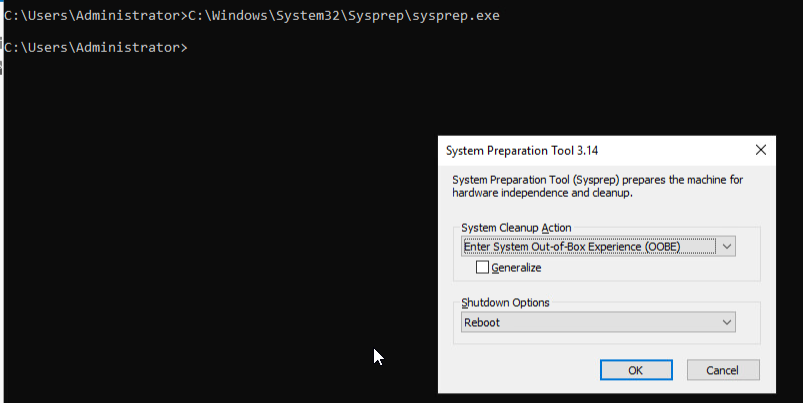 C:\Users\Administrator>C:\Windows\System32\Sysprep\sysprep.exe
C:\Users\Administrator>
System Preparation Tool 3.14
System Preparation Tool (Sysprep) prepares the machine for
hardware independence and cleanup.
System Cleanup Action
Enter System Out-of-Box Experience (OOBE)
Generalize
Shutdown Options
Reboot
OK
Cancel